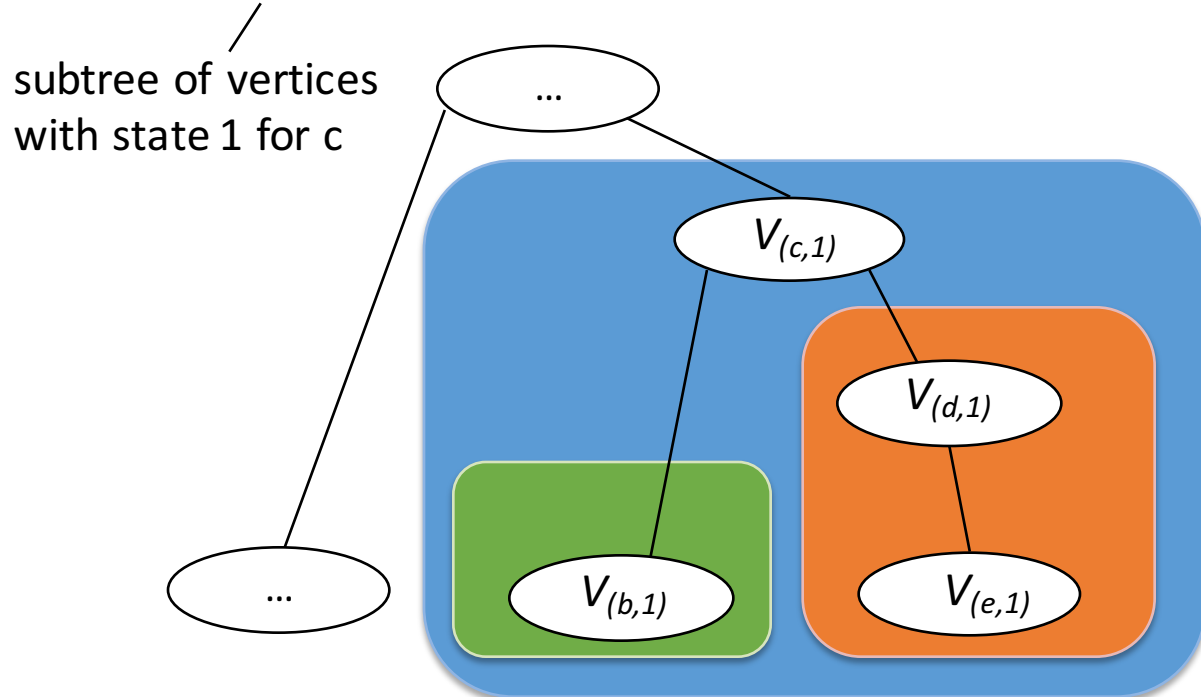 subtree of vertices
with state 1 for c
...
V(c,1)
V(d,1)
...
V(b,1)
V(e,1)